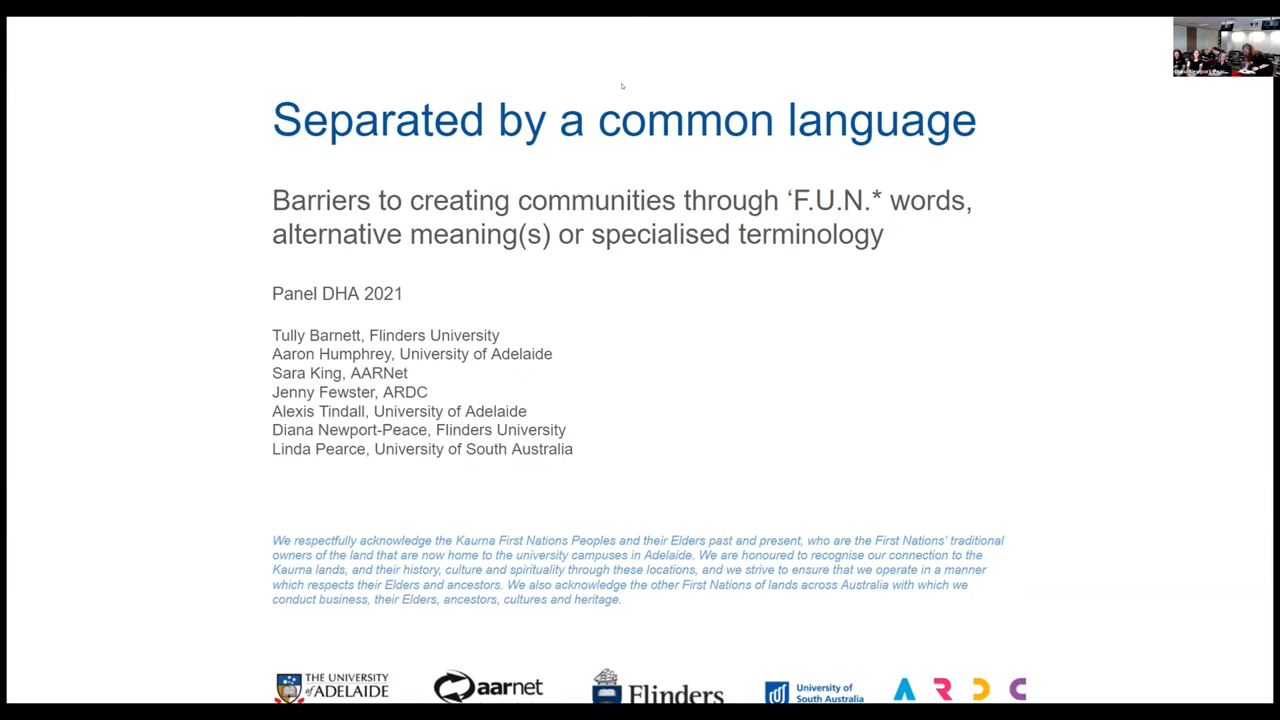 Separated by a common language
Barriers to creating communities through ‘F.U.N.* words,
alternative meaning(s) or specialised terminology
Panel DHA 2021
Tully Barnett, Flinders University
Aaron Humphrey, University of Adelaide
Sara King, AARNet
Jenny Fewster, ARDC
Alexis Tindall, University of Adelaide
Diana Newport-Peace, Flinders University
Linda Pearce, University of South Australia
We respectfully acknowledge the Kaurna First Nations Peoples and their Elders past and present, who are the First Nations’ traditional
owners of the land that are now home to the university campuses in Adelaide. We are honoured to recognise our connection to the
Kaurna lands, and their history, culture and spirituality through these locations, and we strive to ensure that we operate in a manner
which respects their Elders and ancestors. We also acknowledge the other First Nations of lands across Australia with which we
conduct business, their Elders, ancestors, cultures and heritage.
THE UNIVERSITY
of ADELAIDE
aarnet
Flinders
University of
South Australia
ARDC